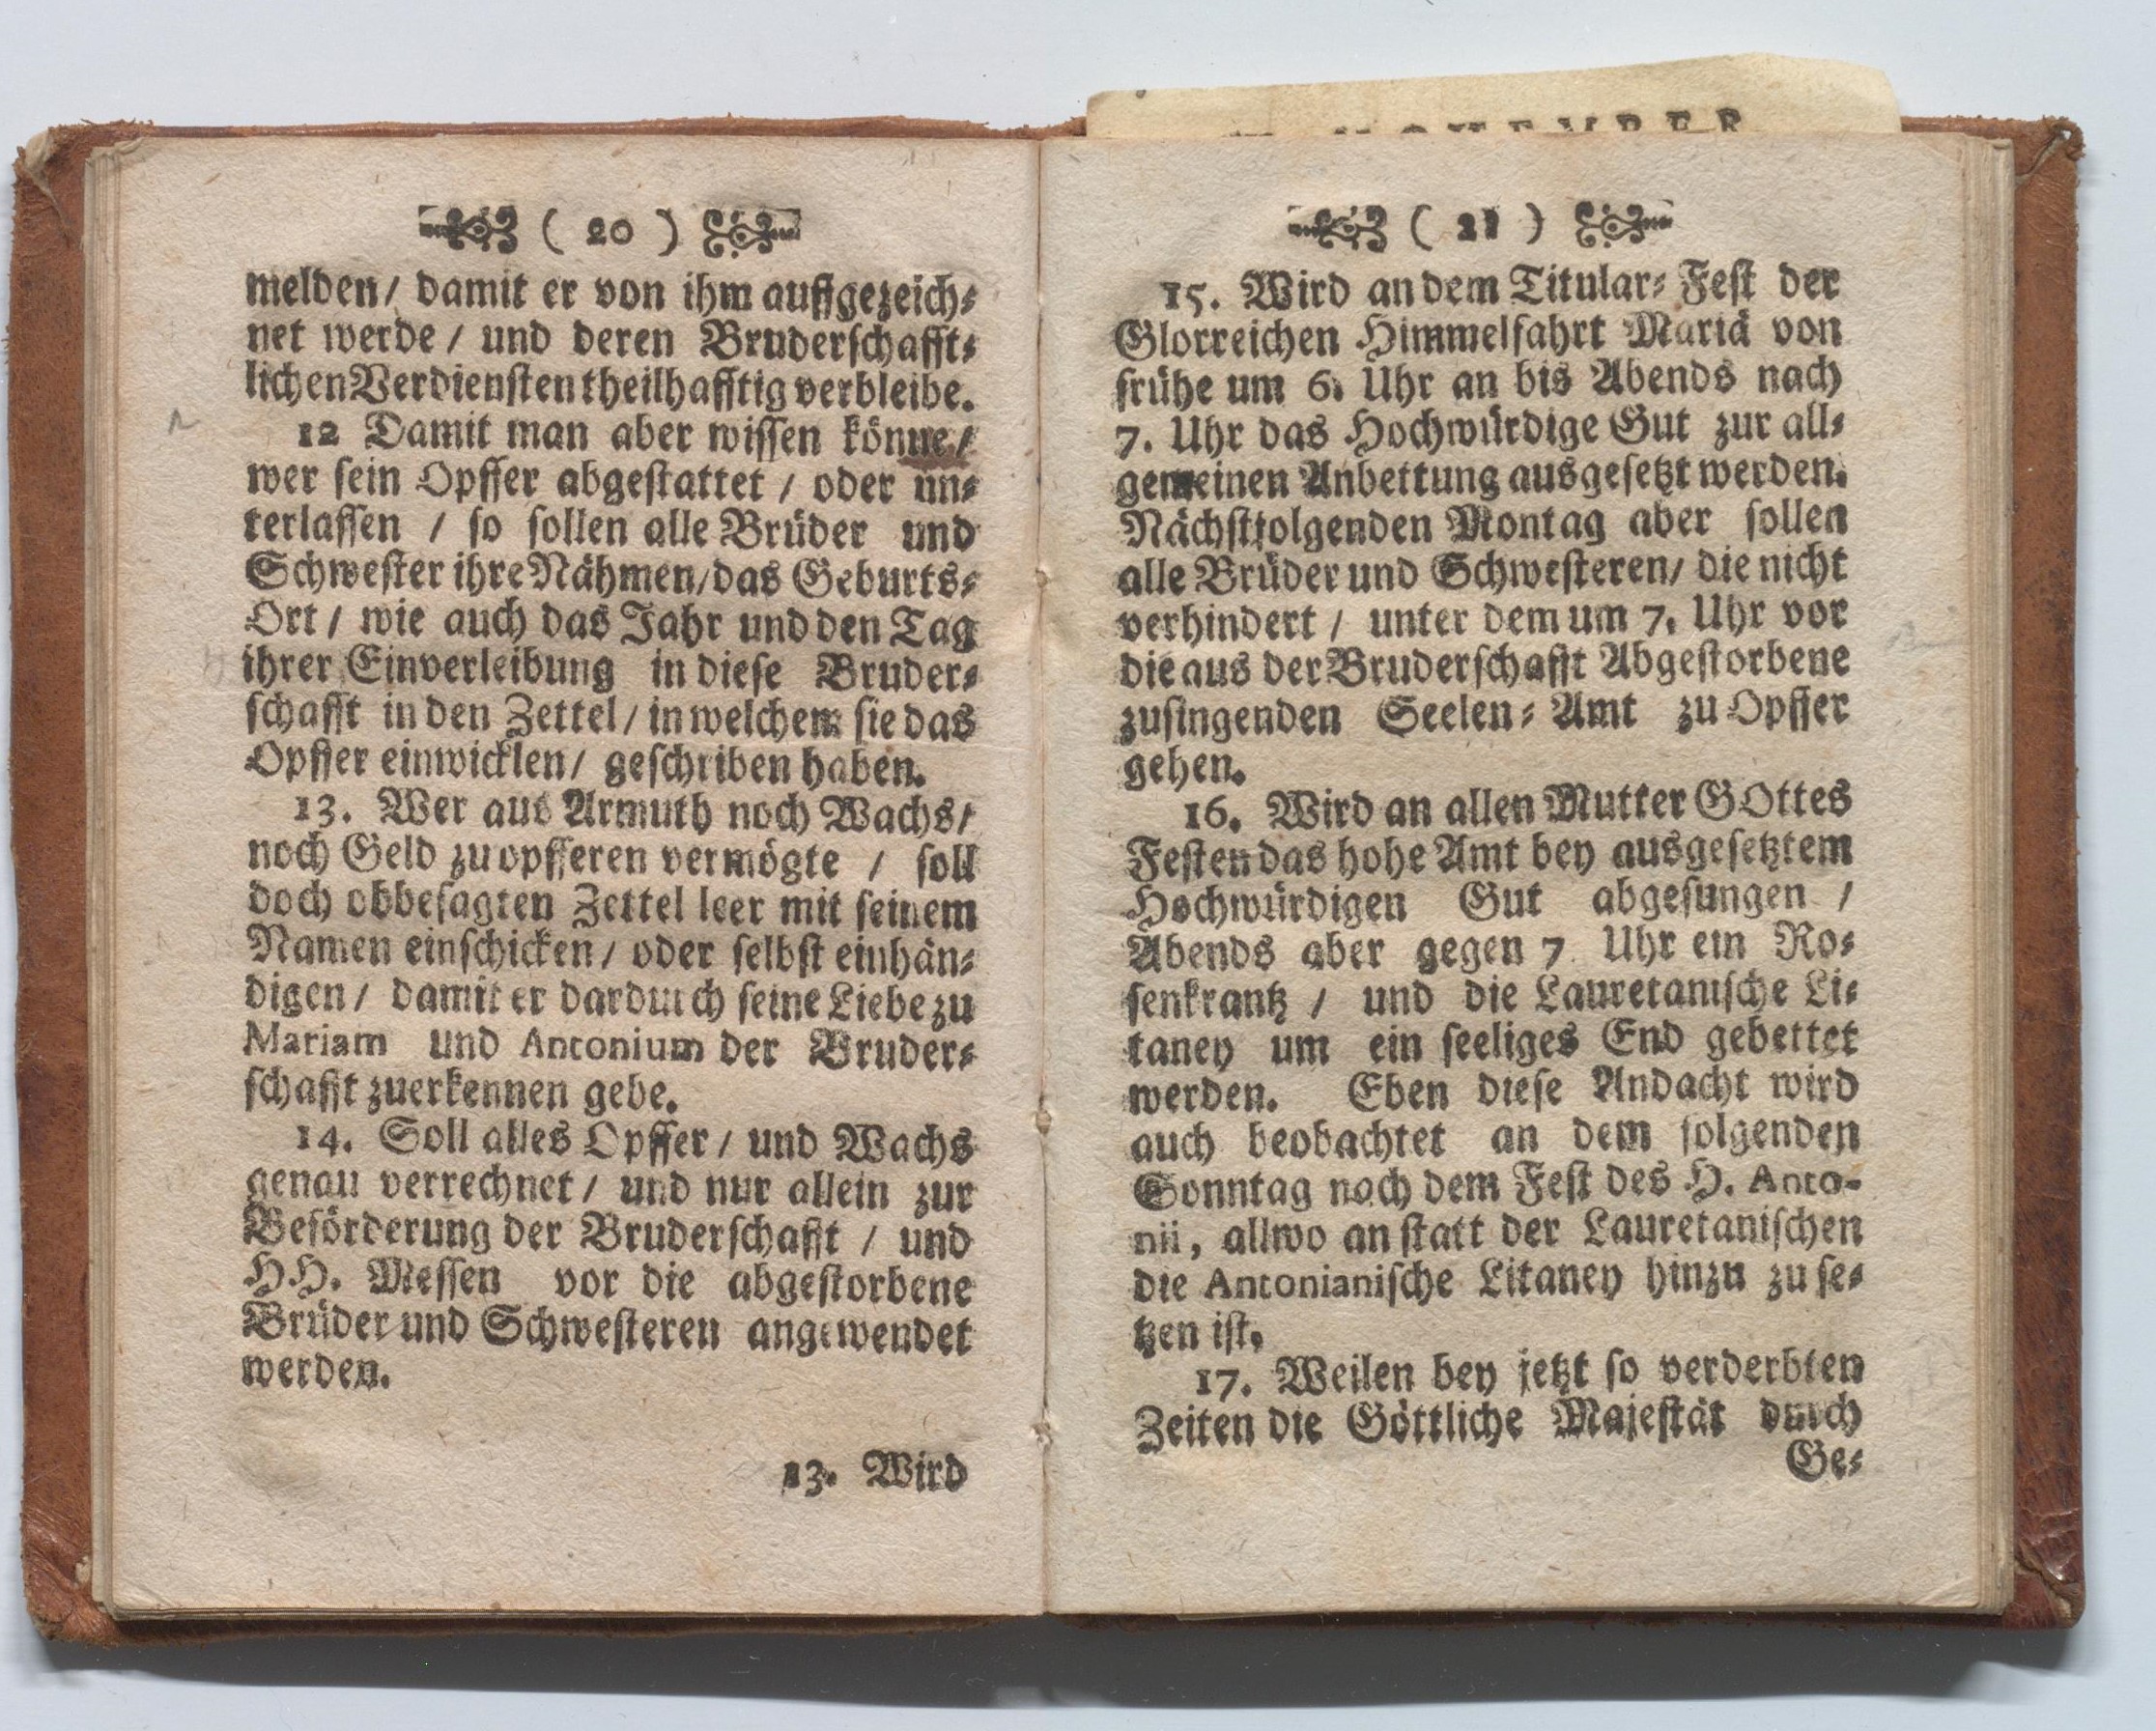 NOVEMBER
( 20 )
melden/ damit er von ihm auffgezeich⸗
net werde / und deren Bruderschafft⸗
lichen Verdiensten theilhafftig verbleibe.
12 Damit man aber wissen könne/
wer sein Opffer abgestattet / oder un⸗
terlassen / so sollen alle Brüder und
Schwester ihre Nähmen/das Geburts⸗
Ort / wie auch das Jahr und den Tag
ihrer Einverleibung in diese Bruder⸗
schafft in den Zettel/ in welchem sie das
Opffer einwicklen/ geschriben haben.
13. Wer aus Armuth noch Wachs/
noch Geld zu opfferen vermögte / soll
doch obbesagten Zettel leer mit seinem
Namen einschicken/ oder selbst einhän⸗
digen/ damit er dardurch seine Liebe zu
Mariam und Antonium der Bruder⸗
schafft zuerkennen gebe.
14. Soll alles Opffer/ und Wachs
genau verrechnet/ und nur allein zur
Beförderung der Bruderschafft / und
HH. Messen vor die abgestorbene
Brüder und Schwesteren angewendet
werden.
13. Wird
( 21 )
15. Wird an dem Titular⸗ Fest der
Glorreichen Himmelfahrt Mariä von
frühe um 6. Uhr an bis Abends nach
7. Uhr das Hochwürdige Gut zur all⸗
gemeinen Anbettung ausgesetzt werden.
Nächstfolgenden Montag aber sollen
alle Brüder und Schwesteren/ die nicht
verhindert / unter dem um 7. Uhr vor
die aus der Bruderschafft Abgestorbene
zusingenden Seelen⸗ Amt zu Opffer
gehen.
16. Wird an allen Mutter GOttes
Festen das hohe Amt bey ausgesetztem
Hochwürdigen Gut abgesungen /
Abends aber gegen 7 Uhr ein Ro⸗
senkrantz / und die Lauretanische Li⸗
taney um ein seeliges End gebettet
werden. Eben diese Andacht wird
auch beobachtet an dem folgenden
Sonntag nach dem Fest des H. Anto-
nii, allwo an statt der Lauretanischen
die Antonianische Litaney hinzu zu se⸗
tzen ist.
17. Weilen bey jetzt so verderbten
Zeiten die Göttliche Majestät durch
Ge⸗